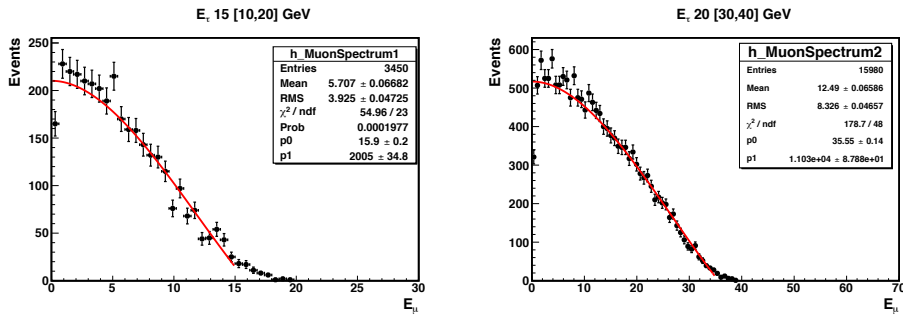 E_τ 15 [10,20] GeV
Events
h_MuonSpectrum1
Entries 3450
Mean 5.707 ± 0.06682
RMS 3.925 ± 0.04725
χ² / ndf 54.96 / 23
Prob 0.0001977
p0 15.9 ± 0.2
p1 2005 ± 34.8
250
200
150
100
50
0
0 5 10 15 20 25 30
E_μ
E_τ 20 [30,40] GeV
Events
h_MuonSpectrum2
Entries 15980
Mean 12.49 ± 0.06586
RMS 8.326 ± 0.04657
χ² / ndf 178.7 / 48
p0 35.55 ± 0.14
p1 1.103e+04 ± 8.788e+01
600
500
400
300
200
100
0
0 10 20 30 40 50 60 70
E_μ